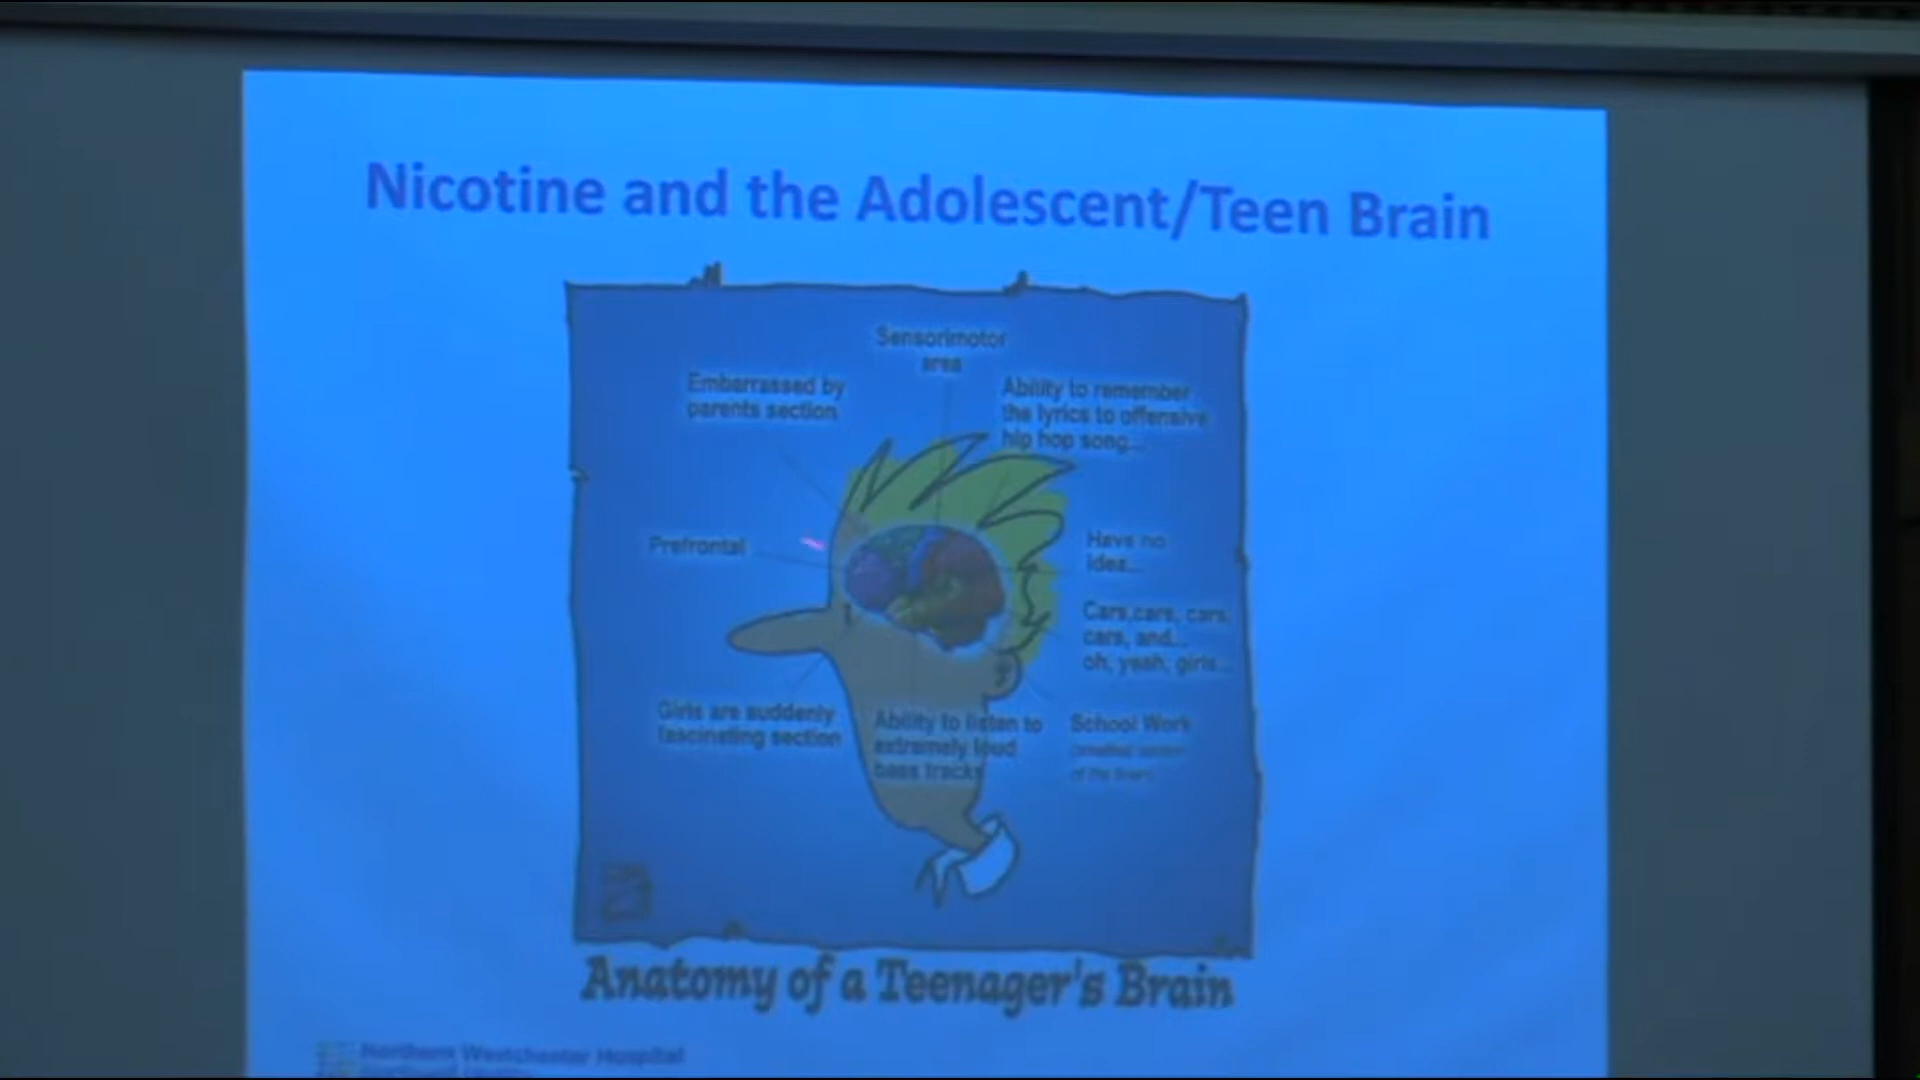 Nicotine and the Adolescent/Teen Brain
Sensorimotor
area
Embarrassed by
parents section
Ability to remember
the lyrics to offensive
hip hop song...
Prefrontal
Have no
idea...
Cars, cars, cars,
cars, and...
oh, yeah, girls...
Girls are suddenly
fascinating section
Ability to listen to
extremely loud
bass tracks
School Work
Anatomy of a Teenager's Brain
Northern Westchester Hospital